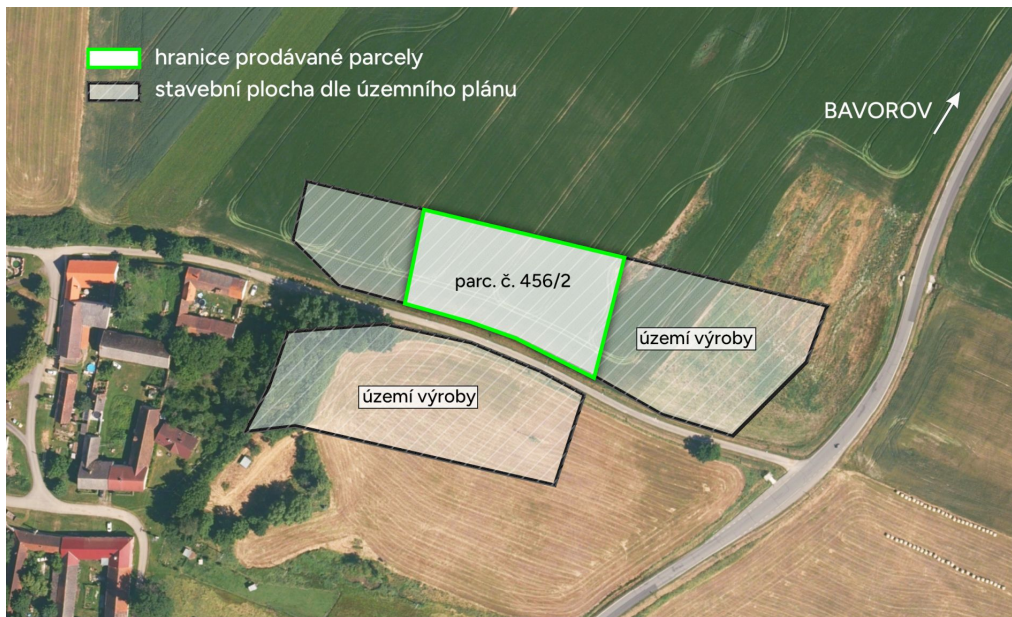 hranice prodávané parcely
stavební plocha dle územního plánu
BAVOROV
parc. č. 456/2
území výroby
území výroby